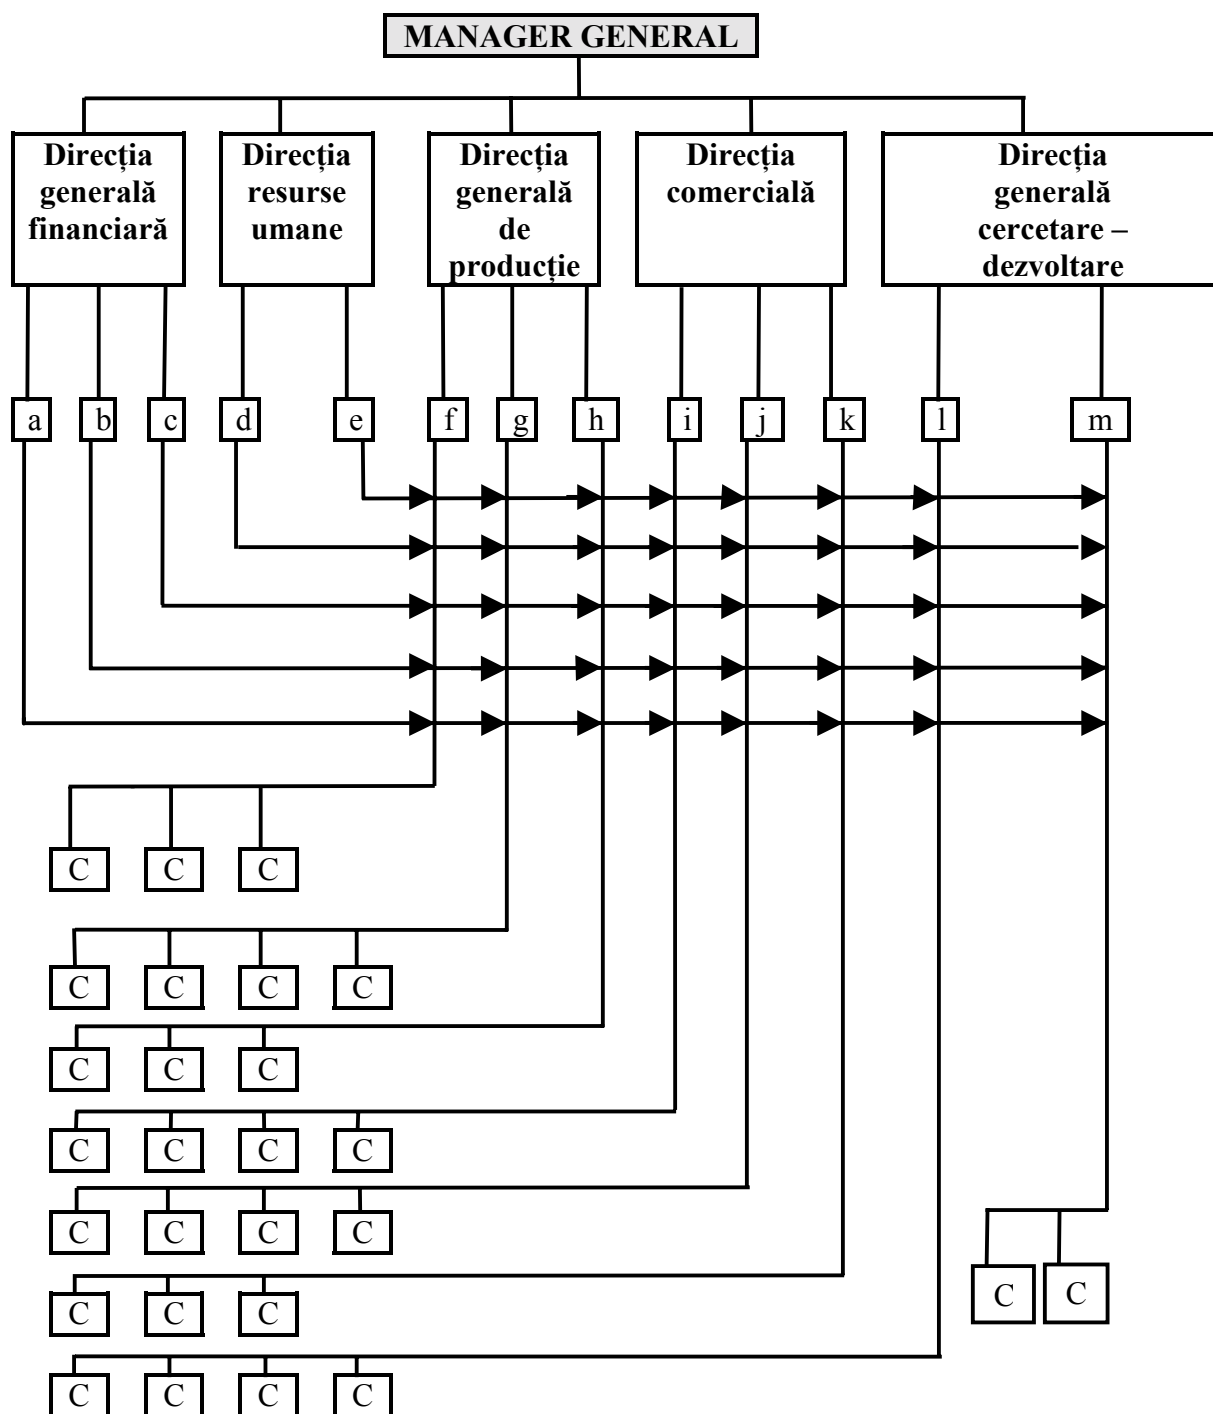 MANAGER GENERAL
Direcția
generală
financiară
Direcția
resurse
umane
Direcția
generală
de
producție
Direcția
comercială
Direcția
generală
cercetare –
dezvoltare
a b c d e f g h i j k l m
C C C
C C C C
C C C
C C C C
C C C C
C C
C C C
C C C C